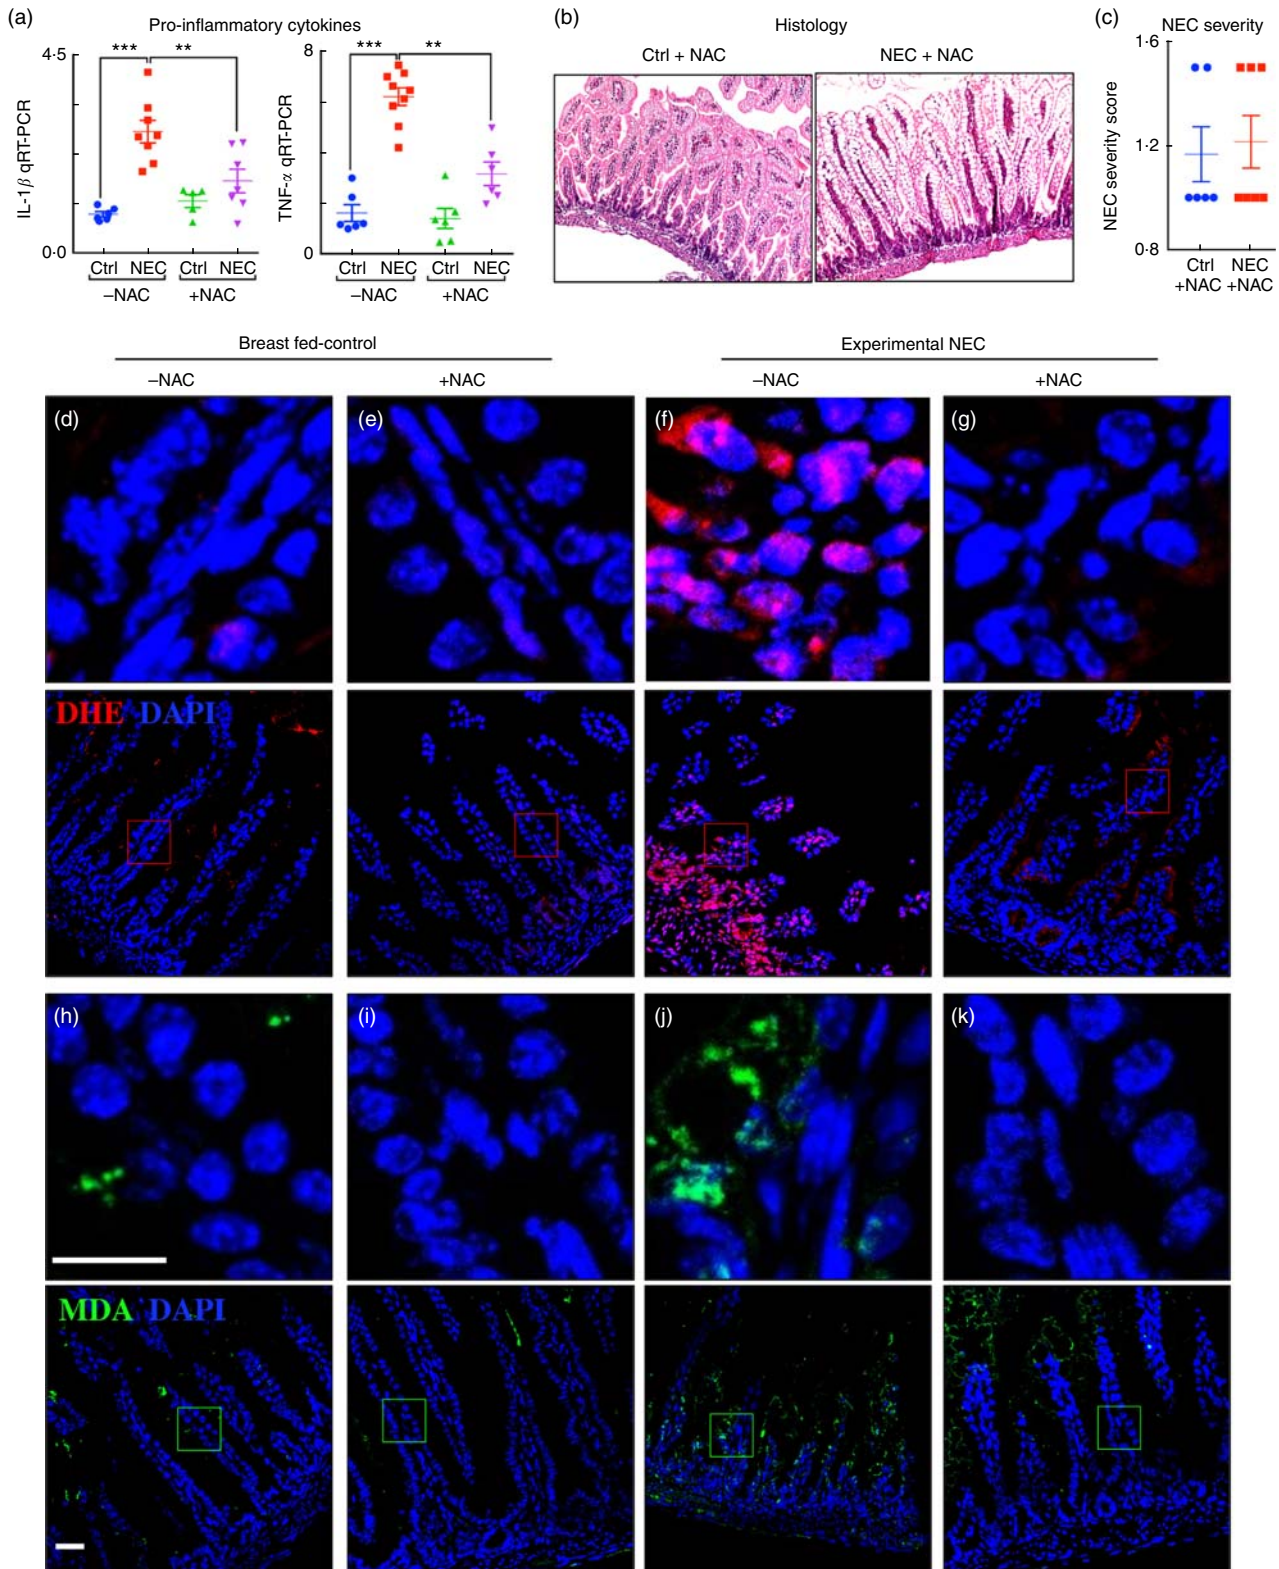 (a)
Pro-inflammatory cytokines
4·5
0·0
IL-1β qRT-PCR
***
**
Ctrl NEC Ctrl NEC
–NAC +NAC
8
0
TNF-α qRT-PCR
***
**
Ctrl NEC Ctrl NEC
–NAC +NAC
(b)
Histology
Ctrl + NAC NEC + NAC
(c)
NEC severity
1·6
1·2
0·8
NEC severity score
Ctrl NEC
+NAC +NAC
Breast fed-control Experimental NEC
–NAC +NAC –NAC +NAC
(d) (e) (f) (g)
DHE DAPI
(h) (i) (j) (k)
MDA DAPI